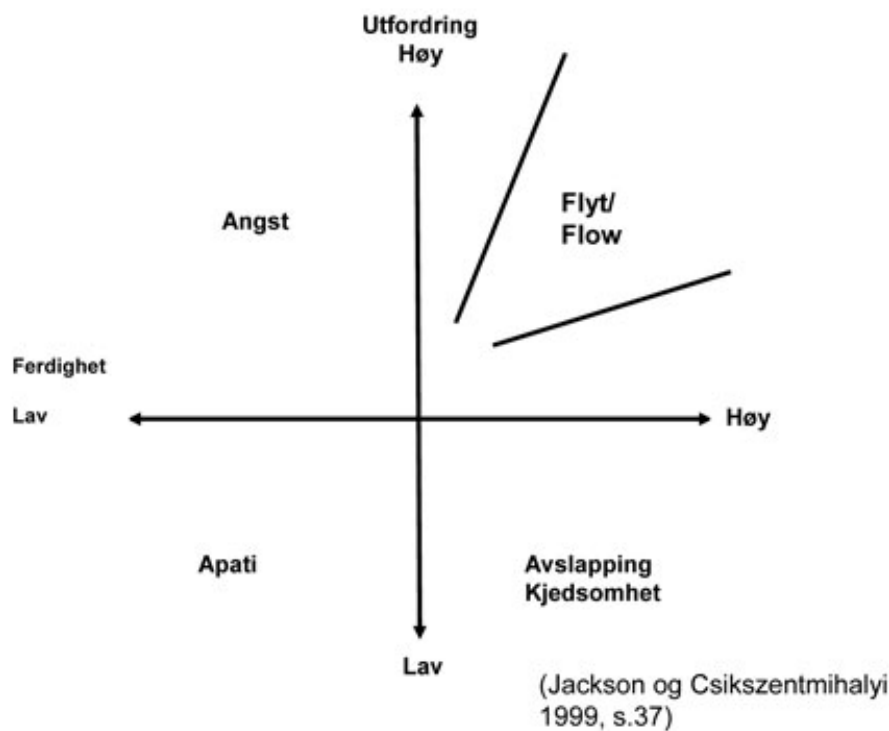 Utfordring
Høy
Angst
Flyt/
Flow
Ferdighet
Lav
Høy
Apati
Avslapping
Kjedsomhet
Lav
(Jackson og Csikszentmihalyi
1999, s.37)